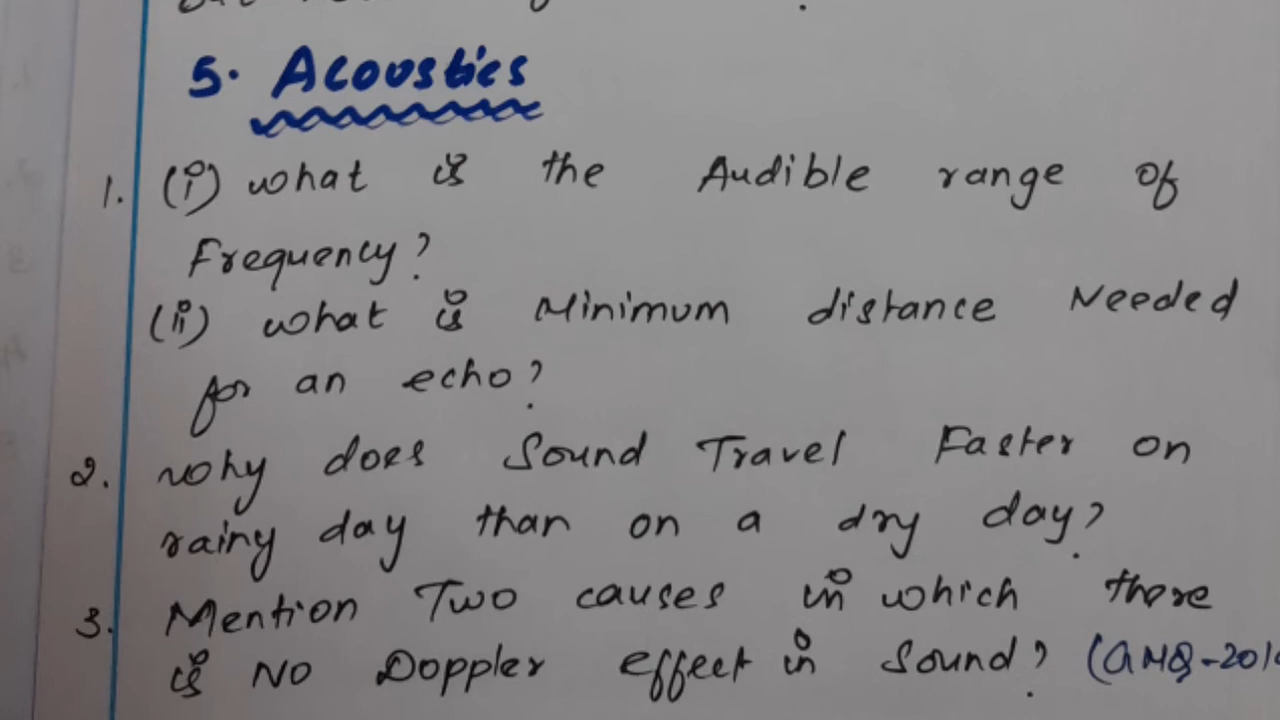 5. Acoustics
1. (i) what is the Audible range of
Frequency?
(ii) what is Minimum distance Needed
for an echo?
2. Why does Sound Travel Faster on
rainy day than on a dry day?
3. Mention Two causes in which there
is No Doppler effect in Sound?